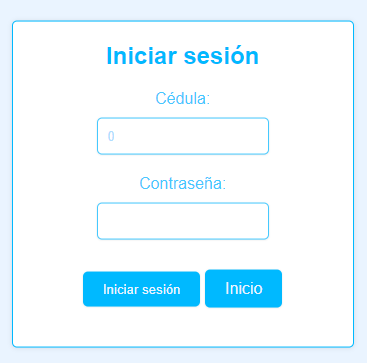 Iniciar sesión
Cédula:
0
Contraseña:
Iniciar sesión Inicio